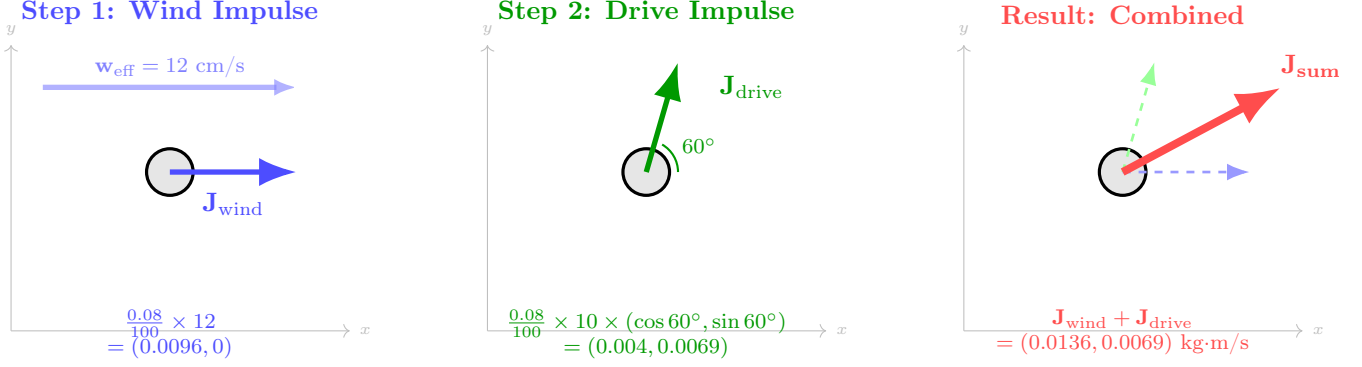 Step 1: Wind Impulse
y
w_eff = 12 cm/s
J_wind
0.08/100 × 12
= (0.0096, 0)
x
Step 2: Drive Impulse
y
J_drive
60°
0.08/100 × 10 × (cos 60°, sin 60°)
= (0.004, 0.0069)
x
Result: Combined
y
J_sum
J_wind + J_drive
= (0.0136, 0.0069) kg·m/s
x